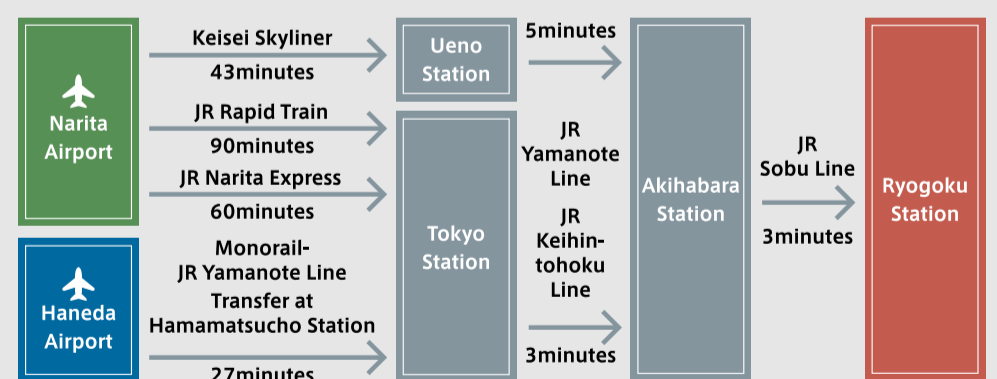 Narita
Airport
Keisei Skyliner
43minutes
JR Rapid Train
90minutes
JR Narita Express
60minutes
Haneda
Airport
Monorail-
JR Yamanote Line
Transfer at
Hamamatsucho Station
27minutes
Ueno
Station
Tokyo
Station
5minutes
JR
Yamanote
Line
JR
Keihin-
tohoku
Line
3minutes
Akihabara
Station
JR
Sobu Line
3minutes
Ryogoku
Station